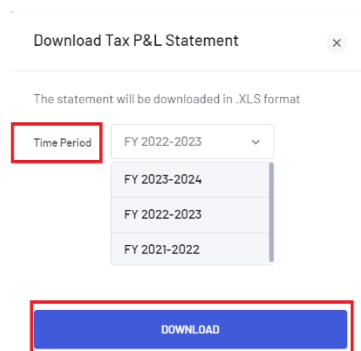 Download Tax P&L Statement
The statement will be downloaded in .XLS format
Time Period FY 2022-2023
FY 2023-2024
FY 2022-2023
FY 2021-2022
DOWNLOAD